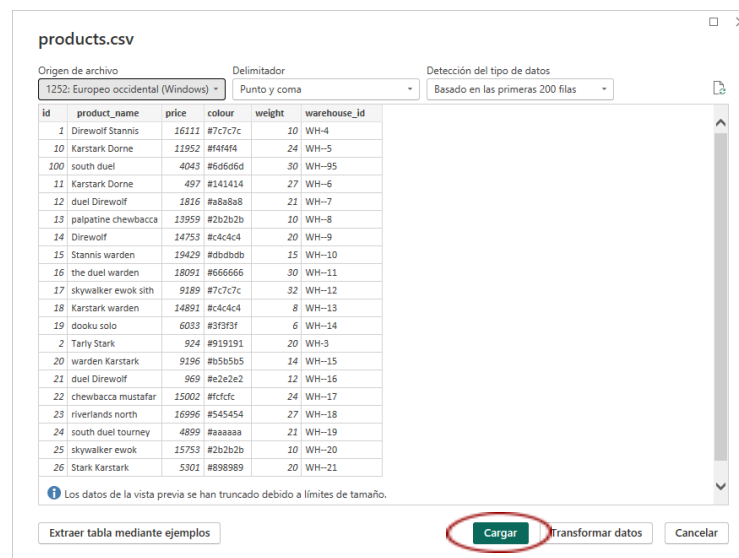 products.csv
Origen de archivo Delimitador Detección del tipo de datos
1252: Europeo occidental (Windows) Punto y coma Basado en las primeras 200 filas
id product_name price colour weight warehouse_id
1 Direwolf Stannis 16111 #7c7c7c 10 WH-4
10 Karstark Dorne 11952 #f4f4f4 24 WH--5
100 south duel 4043 #6d6d6d 30 WH--95
11 Karstark Dorne 497 #141414 27 WH--6
12 duel Direwolf 1816 #a8a8a8 21 WH--7
13 palpatine chewbacca 13959 #2b2b2b 10 WH--8
14 Direwolf 14753 #c4c4c4 20 WH--9
15 Stannis warden 19429 #dbdbdb 15 WH--10
16 the duel warden 18091 #666666 30 WH--11
17 skywalker ewok sith 9189 #7c7c7c 32 WH--12
18 Karstark warden 14891 #c4c4c4 8 WH--13
19 dooku solo 6033 #3f3f3f 6 WH--14
2 Tarly Stark 924 #919191 20 WH-3
20 warden Karstark 9196 #b5b5b5 14 WH--15
21 duel Direwolf 969 #e2e2e2 12 WH--16
22 chewbacca mustafar 15002 #fcfcfc 24 WH--17
23 riverlands north 16996 #545454 27 WH--18
24 south duel tourney 4899 #aaaaaa 21 WH--19
25 skywalker ewok 15753 #2b2b2b 10 WH--20
26 Stark Karstark 5301 #898989 20 WH--21
Los datos de la vista previa se han truncado debido a límites de tamaño.
Extraer tabla mediante ejemplos Cargar Transformar datos Cancelar